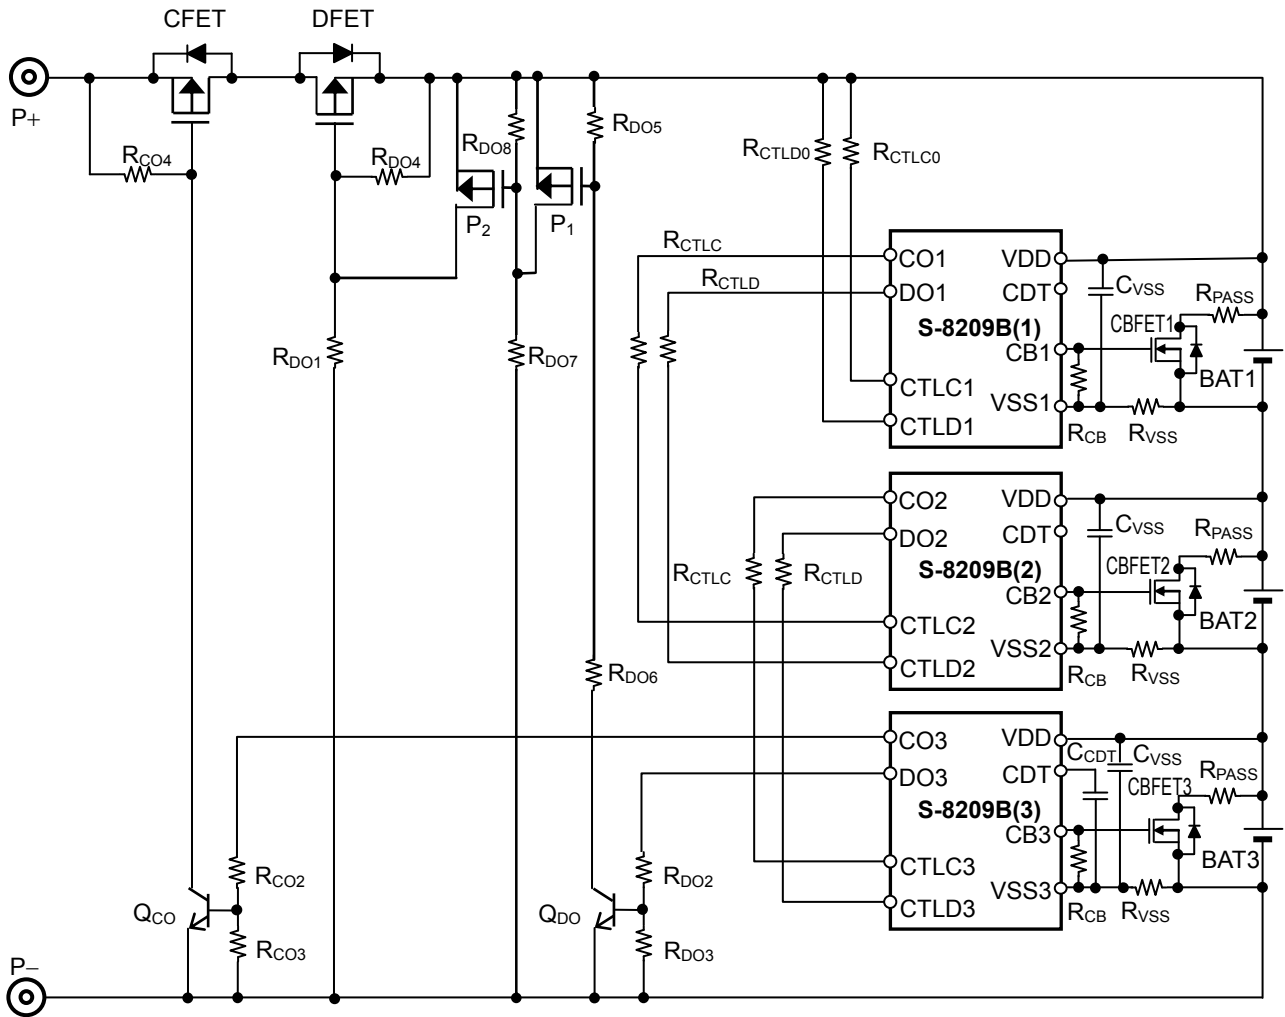 CFET
DFET
P+
RCO4
RDO4
RDO8
RDO5
P2
P1
RCTLD0
RCTLC0
RCTLC
RCTLD
RDO1
RDO7
CO1
VDD
DO1
CDT
S-8209B(1)
CB1
CTLC1
VSS1
CTLD1
CVSS
RPASS
CBFET1
BAT1
RCB
RVSS
CO2
VDD
DO2
CDT
S-8209B(2)
CB2
CTLC2
VSS2
CTLD2
CVSS
RPASS
CBFET2
BAT2
RCB
RVSS
RCTLC
RCTLD
RDO6
CO3
VDD
DO3
CDT
S-8209B(3)
CB3
CTLC3
VSS3
CTLD3
CCDT
CVSS
RPASS
CBFET3
BAT3
RCB
RVSS
RCO2
RDO2
QCO
QDO
RCO3
RDO3
P−